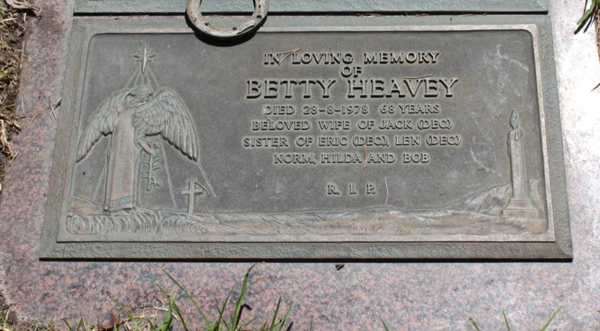 IN LOVING MEMORY
OF
BETTY HEAVEY
DIED 28-8-1978 68 YEARS
BELOVED WIFE OF JACK (DEC)
SISTER OF ERIC (DEC), LEN (DEC)
NORM, HILDA AND BOB
R. I. P.